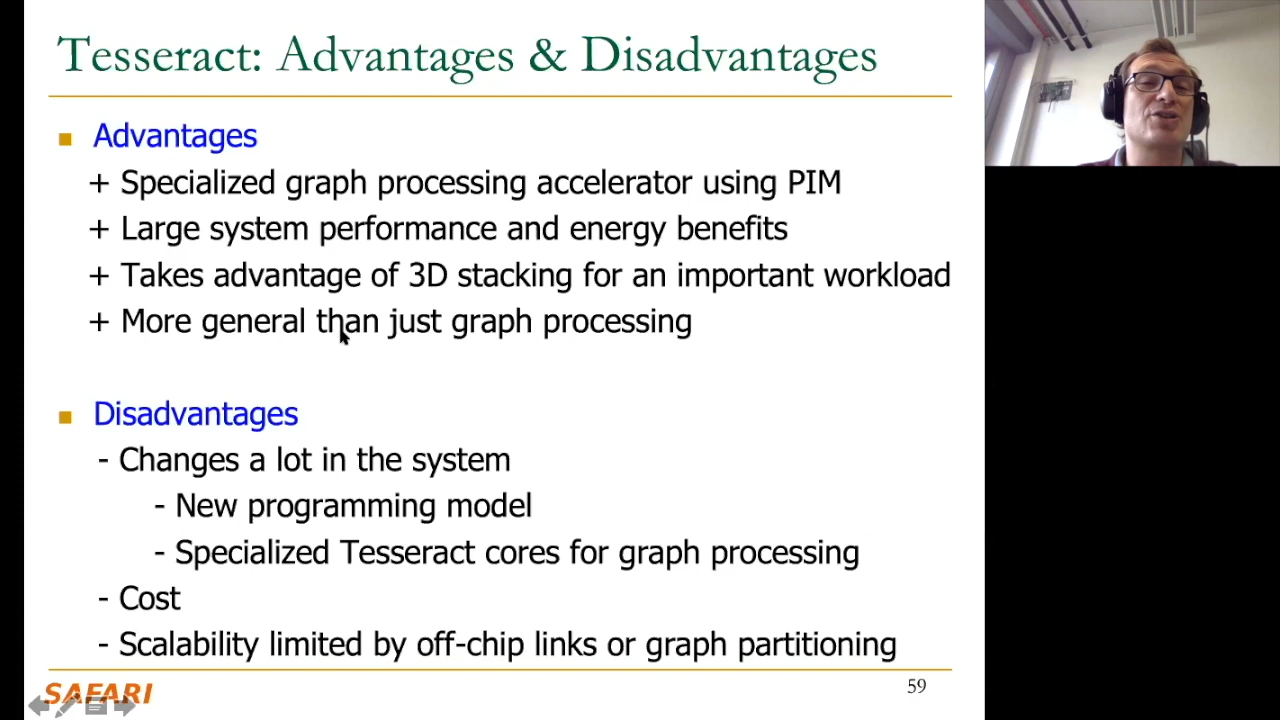 Tesseract: Advantages & Disadvantages
■ Advantages
+ Specialized graph processing accelerator using PIM
+ Large system performance and energy benefits
+ Takes advantage of 3D stacking for an important workload
+ More general than just graph processing
■ Disadvantages
- Changes a lot in the system
- New programming model
- Specialized Tesseract cores for graph processing
- Cost
- Scalability limited by off-chip links or graph partitioning
SAFARI
59